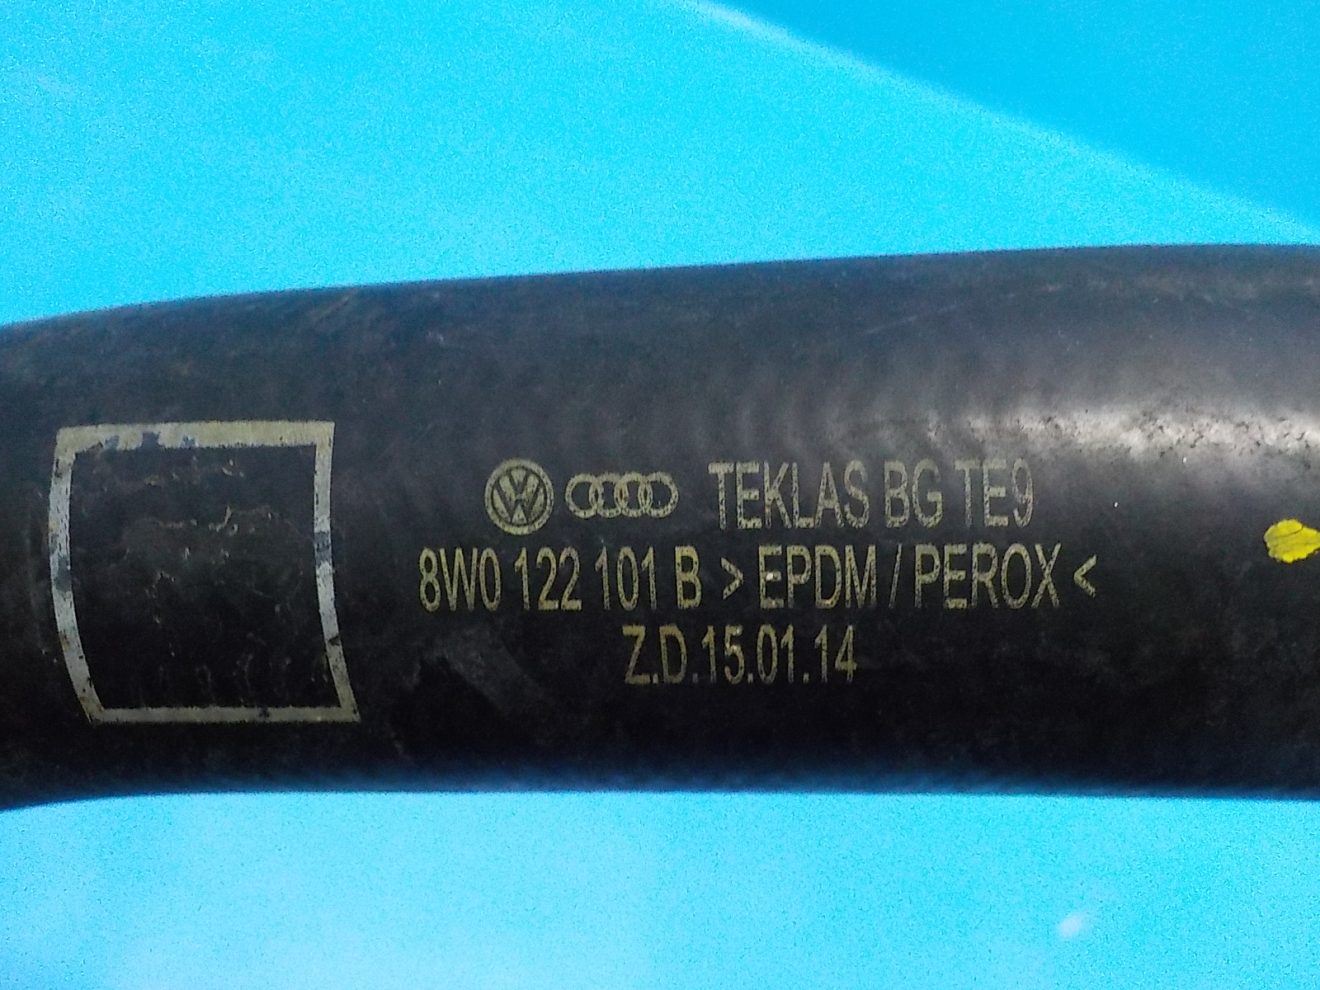 TEKLAS BG TE9
8W0 122 101 B > EPDM / PEROX <
Z.D.15.01.14